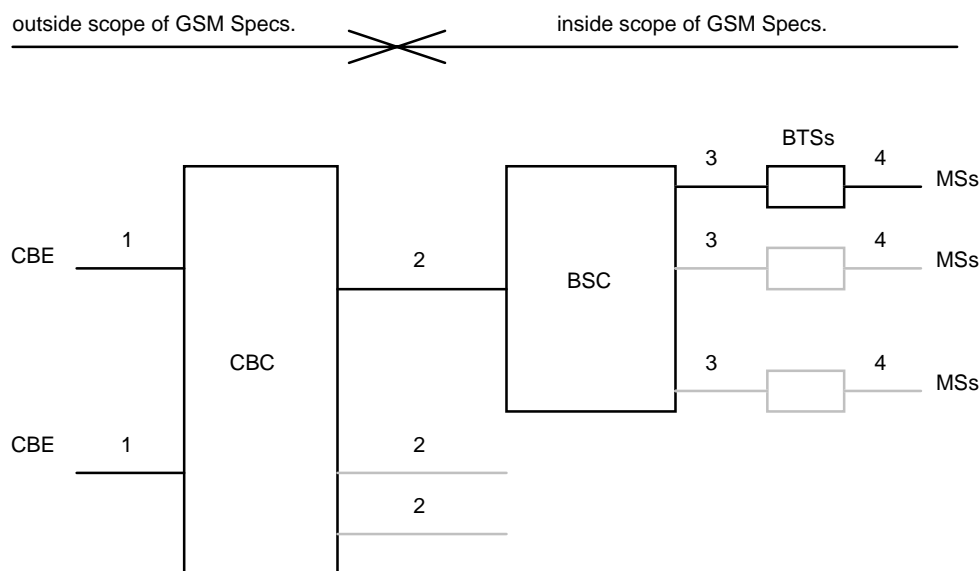 outside scope of GSM Specs. inside scope of GSM Specs.
BTSs
3 4 MSs
1 3 4 MSs
CBE 2
BSC
CBC 3 4 MSs
CBE 1 2
2